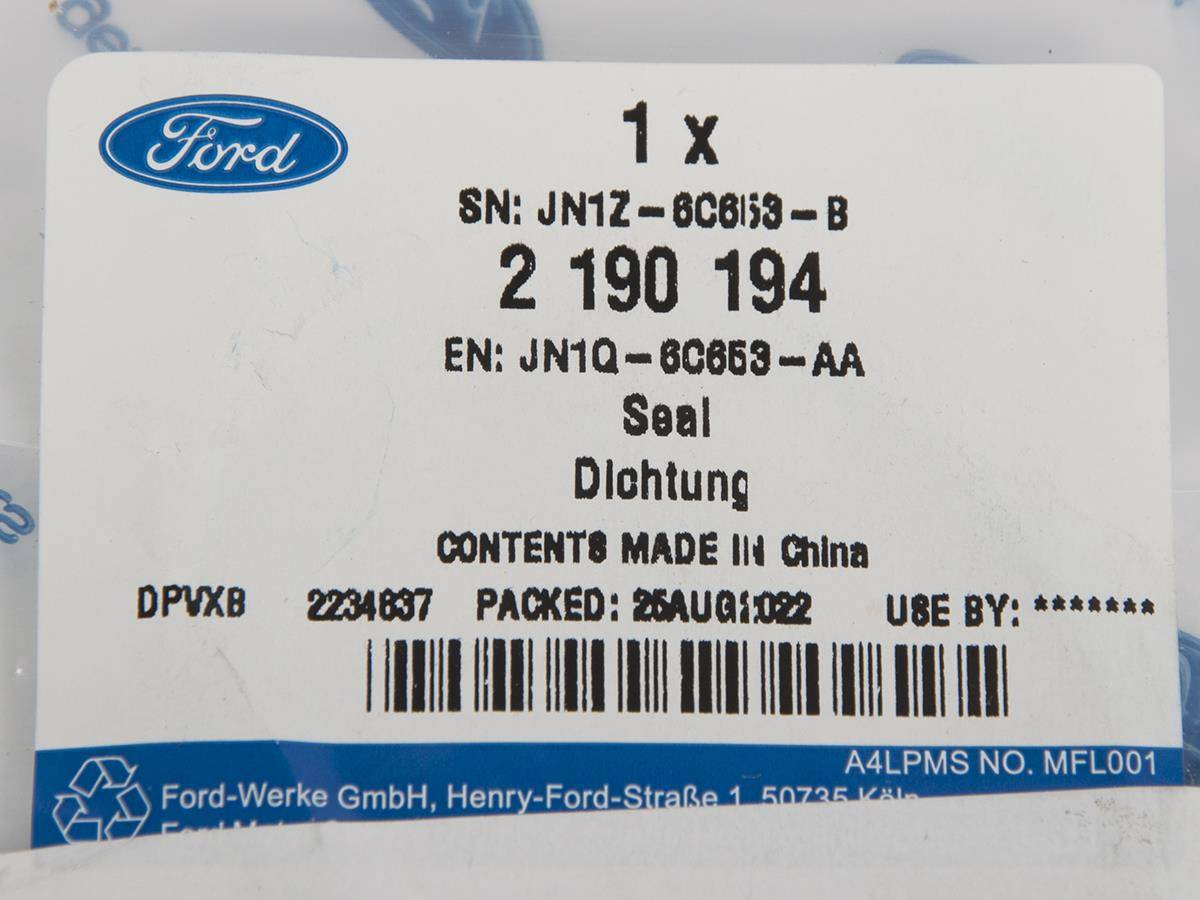 Ford
1 x
SN: JN1Z-6C653-B
2 190 194
EN: JN1Q-6C653-AA
Seal
Dichtung
CONTENTS MADE IN China
DPVXB 2234637 PACKED: 25AUG2022 USE BY: *******
A4LPMS NO. MFL001
Ford-Werke GmbH, Henry-Ford-Straße 1, 50735 Köln